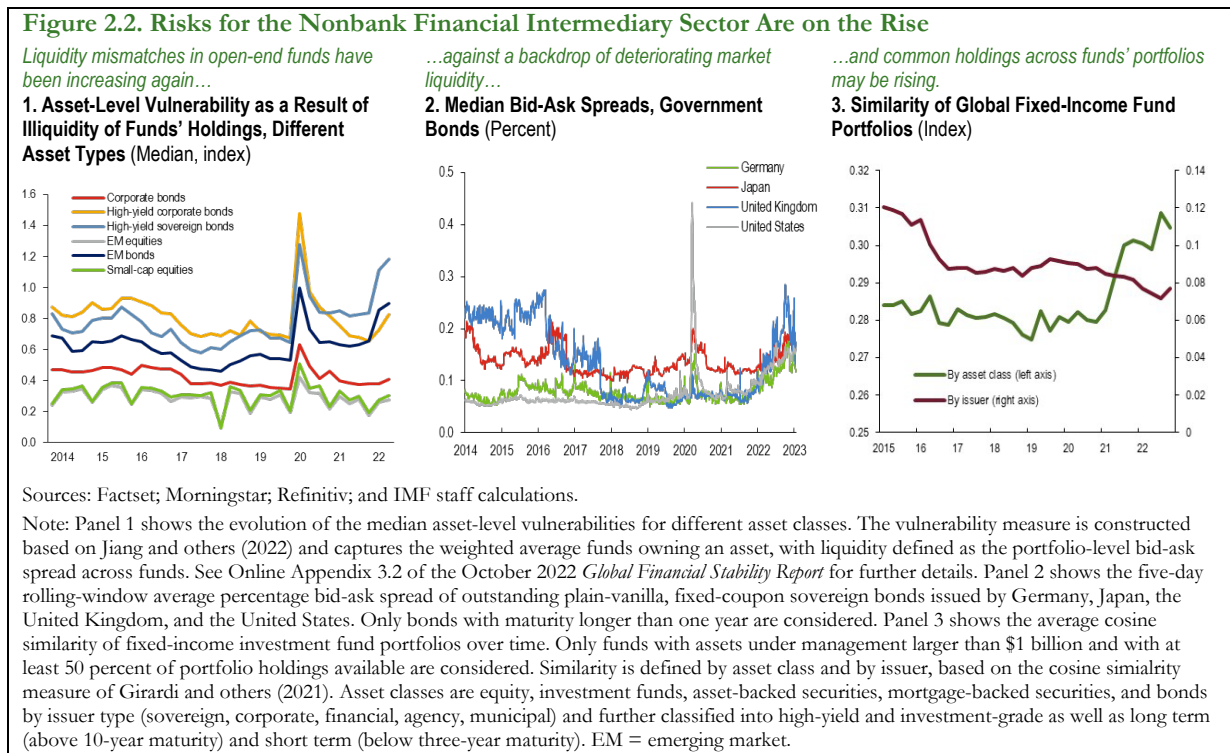 Figure 2.2. Risks for the Nonbank Financial Intermediary Sector Are on the Rise
Liquidity mismatches in open-end funds have
been increasing again…
1. Asset-Level Vulnerability as a Result of
Illiquidity of Funds' Holdings, Different
Asset Types (Median, index)
1.6
1.4
1.2
1.0
0.8
0.6
0.4
0.2
0.0
Corporate bonds
High-yield corporate bonds
High-yield sovereign bonds
EM equities
EM bonds
Small-cap equities
2014 15 16 17 18 19 20 21 22
…against a backdrop of deteriorating market
liquidity…
2. Median Bid-Ask Spreads, Government
Bonds (Percent)
0.5
0.4
0.3
0.2
0.1
0.0
Germany
Japan
United Kingdom
United States
2014 2015 2016 2017 2018 2019 2020 2021 2022 2023
…and common holdings across funds' portfolios
may be rising.
3. Similarity of Global Fixed-Income Fund
Portfolios (Index)
0.32
0.31
0.30
0.29
0.28
0.27
0.26
0.25
0.14
0.12
0.1
0.08
0.06
0.04
0.02
0
By asset class (left axis)
By issuer (right axis)
2015 16 17 18 19 20 21 22
Sources: Factset; Morningstar; Refinitiv; and IMF staff calculations.
Note: Panel 1 shows the evolution of the median asset-level vulnerabilities for different asset classes. The vulnerability measure is constructed
based on Jiang and others (2022) and captures the weighted average funds owning an asset, with liquidity defined as the portfolio-level bid-ask
spread across funds. See Online Appendix 3.2 of the October 2022 Global Financial Stability Report for further details. Panel 2 shows the five-day
rolling-window average percentage bid-ask spread of outstanding plain-vanilla, fixed-coupon sovereign bonds issued by Germany, Japan, the
United Kingdom, and the United States. Only bonds with maturity longer than one year are considered. Panel 3 shows the average cosine
similarity of fixed-income investment fund portfolios over time. Only funds with assets under management larger than $1 billion and with at
least 50 percent of portfolio holdings available are considered. Similarity is defined by asset class and by issuer, based on the cosine simialrity
measure of Girardi and others (2021). Asset classes are equity, investment funds, asset-backed securities, mortgage-backed securities, and bonds
by issuer type (sovereign, corporate, financial, agency, municipal) and further classified into high-yield and investment-grade as well as long term
(above 10-year maturity) and short term (below three-year maturity). EM = emerging market.